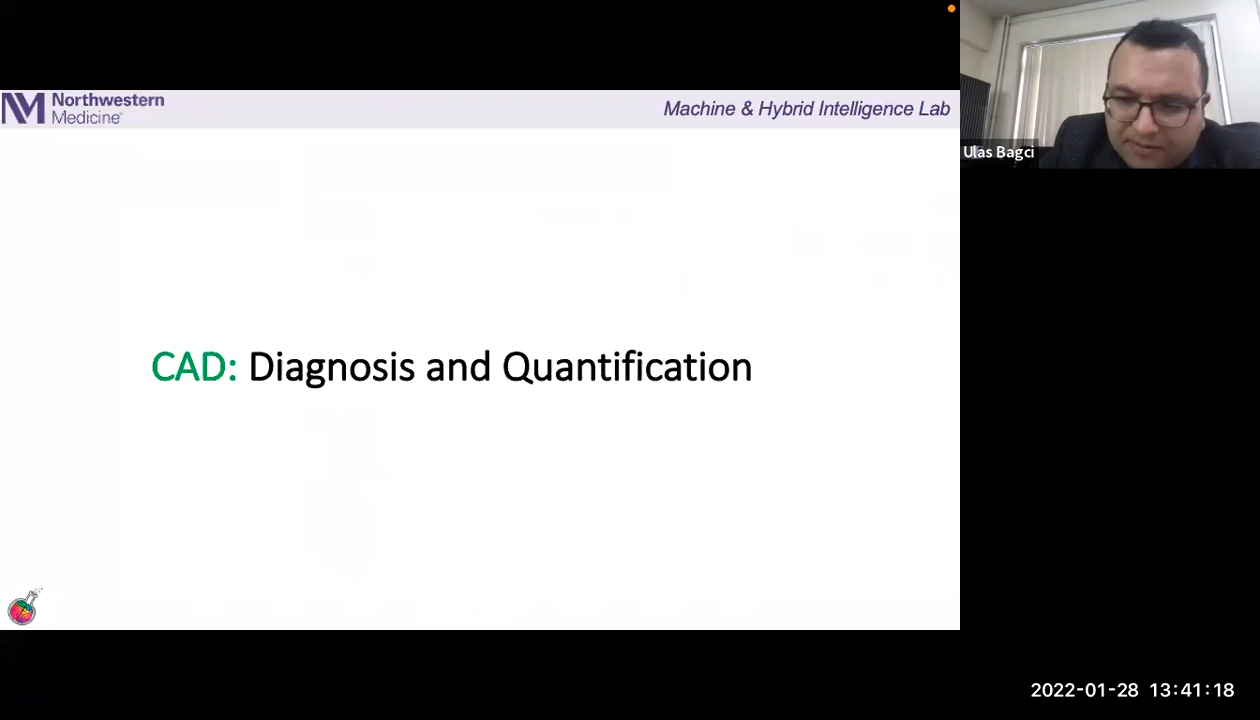 Northwestern
Medicine®
Machine & Hybrid Intelligence Lab
Ulas Bagci
CAD: Diagnosis and Quantification
2022-01-28 13:41:18